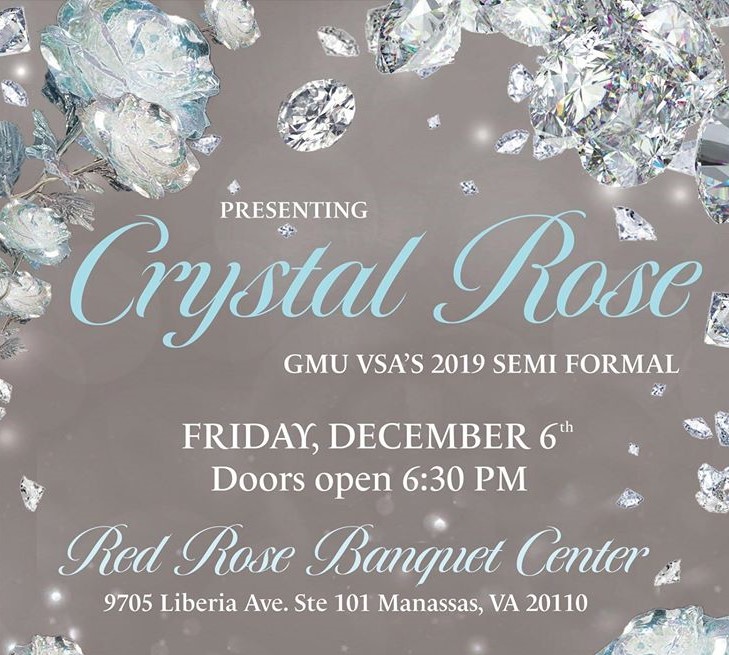 PRESENTING
Crystal Rose
GMU VSA'S 2019 SEMI FORMAL
FRIDAY, DECEMBER 6th
Doors open 6:30 PM
Red Rose Banquet Center
9705 Liberia Ave. Ste 101 Manassas, VA 20110